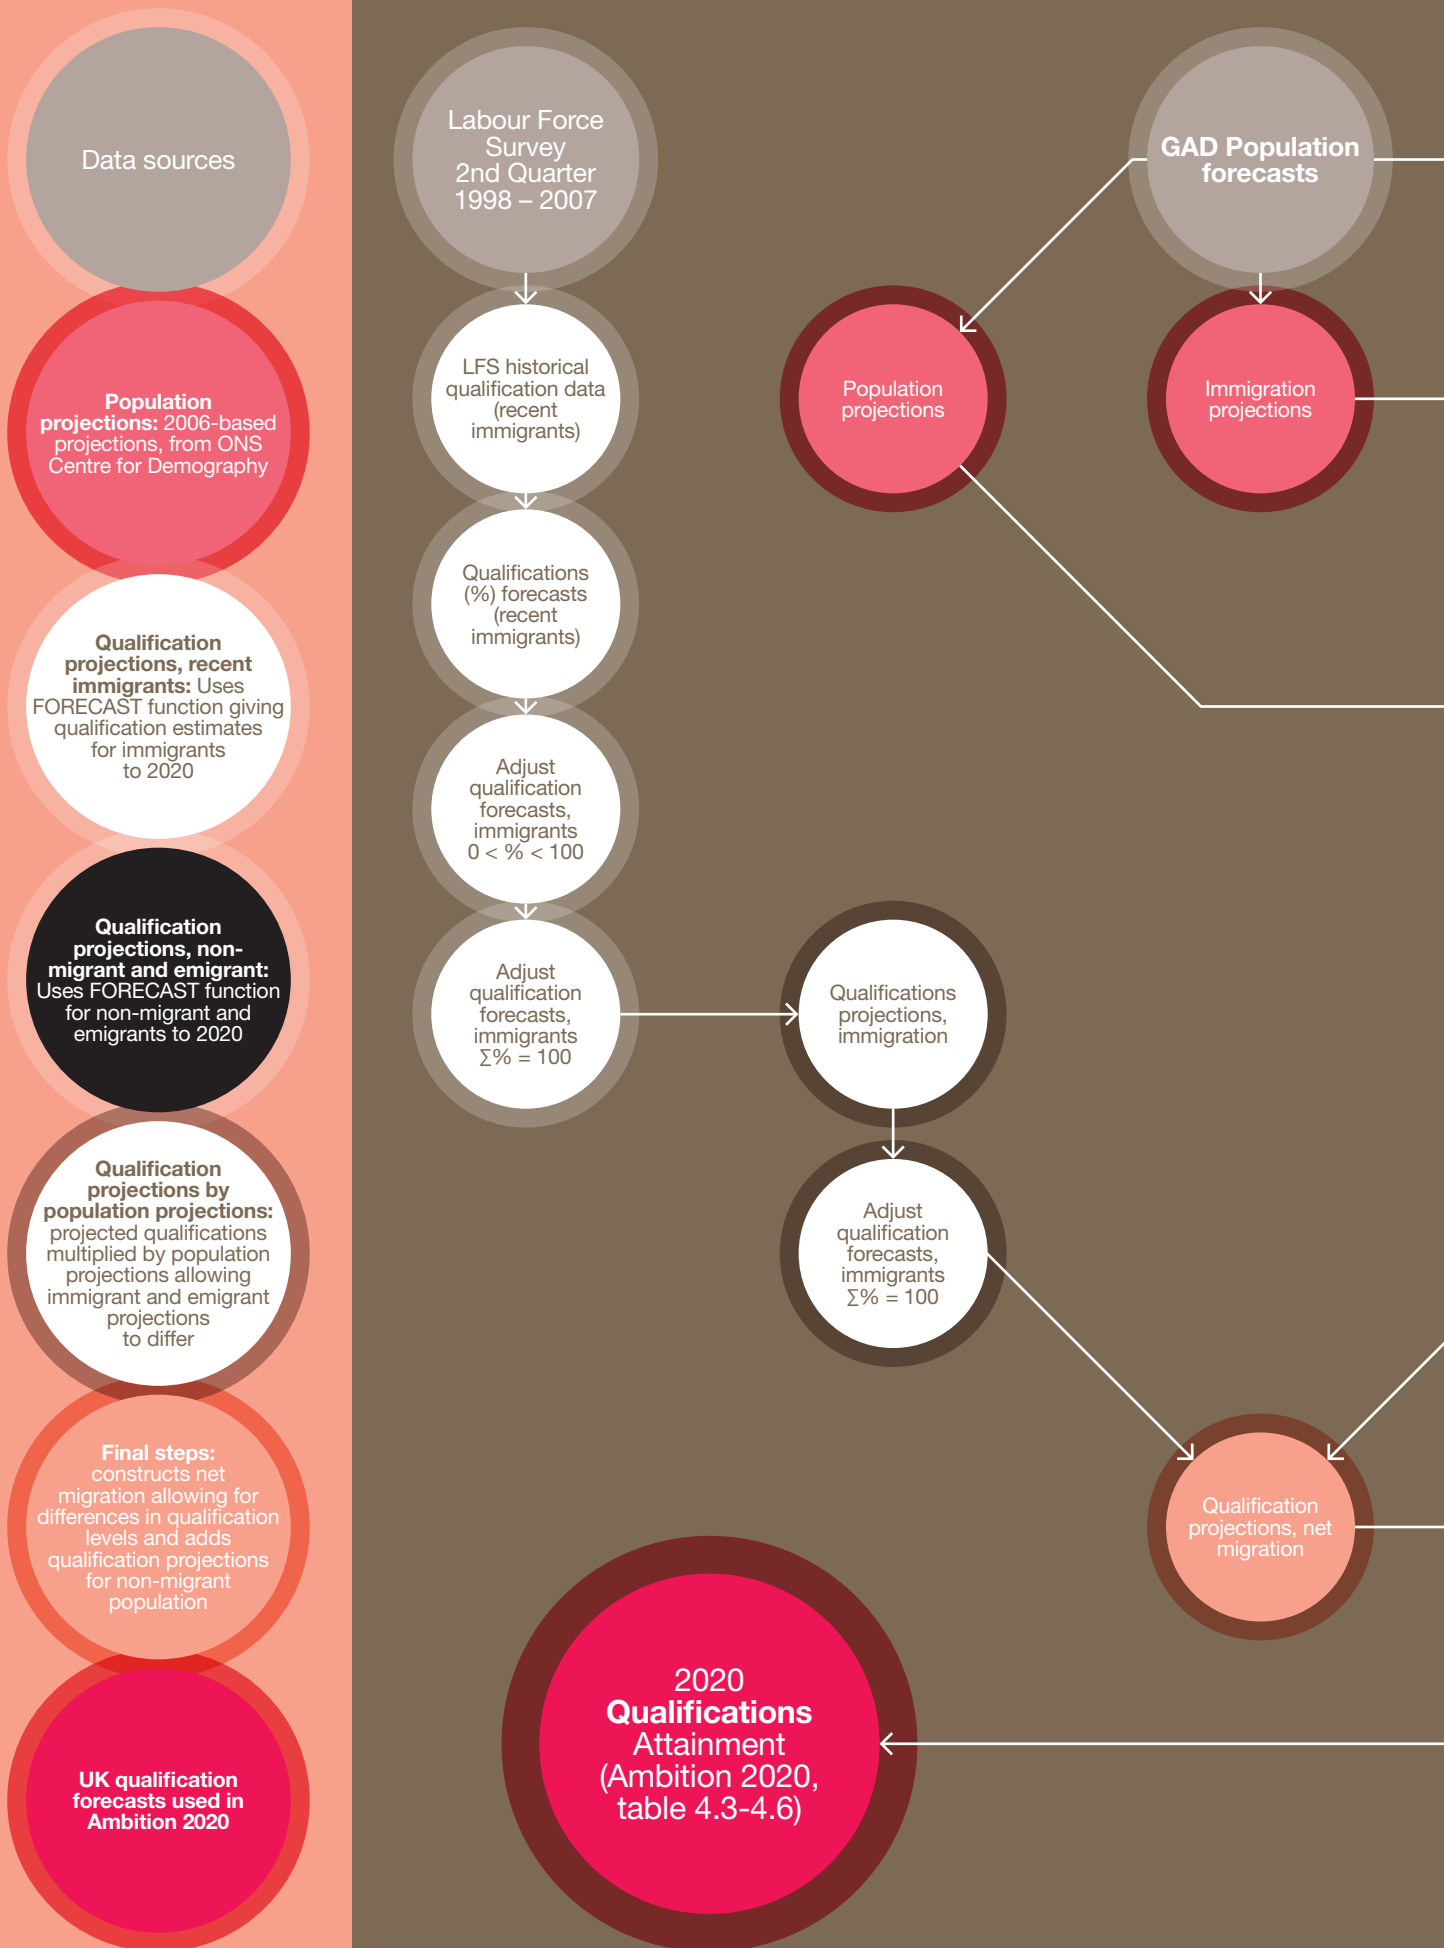 Data sources
Population
projections: 2006-based
projections, from ONS
Centre for Demography
Qualification
projections, recent
immigrants: Uses
FORECAST function giving
qualification estimates
for immigrants
to 2020
Qualification
projections, non-
migrant and emigrant:
Uses FORECAST function
for non-migrant and
emigrants to 2020
Qualification
projections by
population projections:
projected qualifications
multiplied by population
projections allowing
immigrant and emigrant
projections
to differ
Final steps:
constructs net
migration allowing for
differences in qualification
levels and adds
qualification projections
for non-migrant
population
UK qualification
forecasts used in
Ambition 2020
Labour Force
Survey
2nd Quarter
1998 – 2007
LFS historical
qualification data
(recent
immigrants)
Qualifications
(%) forecasts
(recent
immigrants)
Adjust
qualification
forecasts,
immigrants
0 < % < 100
Adjust
qualification
forecasts,
immigrants
∑% = 100
GAD Population
forecasts
Population
projections
Immigration
projections
Qualifications
projections,
immigration
Adjust
qualification
forecasts,
immigrants
∑% = 100
Qualification
projections, net
migration
2020
Qualifications
Attainment
(Ambition 2020,
table 4.3-4.6)